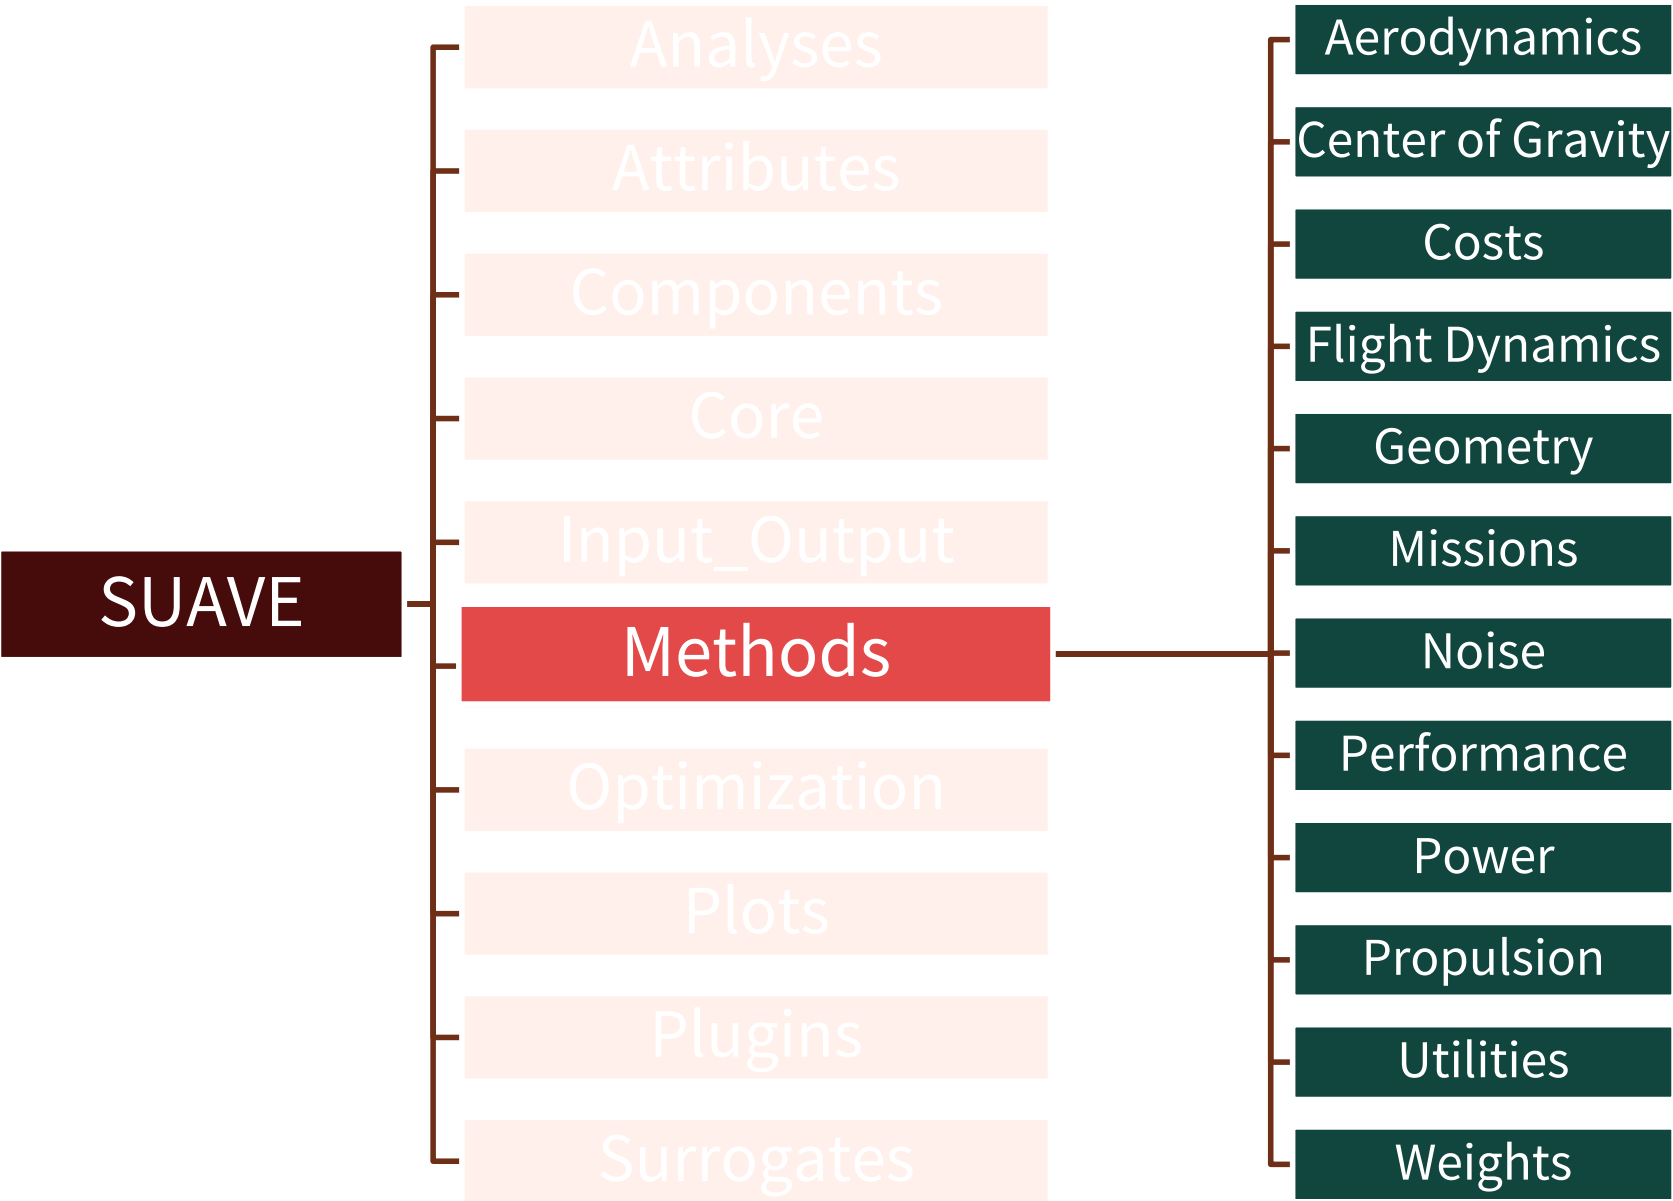 SUAVE
Analyses
Attributes
Components
Core
Input_Output
Methods
Optimization
Plots
Plugins
Surrogates
Aerodynamics
Center of Gravity
Costs
Flight Dynamics
Geometry
Missions
Noise
Performance
Power
Propulsion
Utilities
Weights